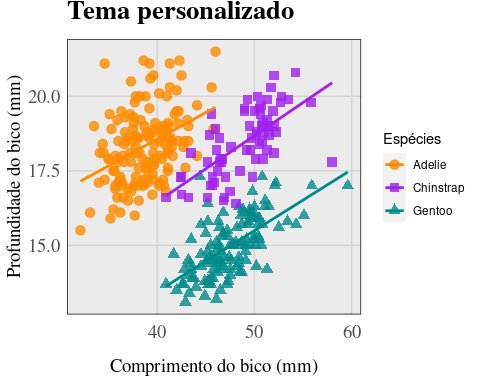 Tema personalizado
Profundidade do bico (mm)
20.0
17.5
15.0
40
50
60
Comprimento do bico (mm)
Espécies
Adelie
Chinstrap
Gentoo